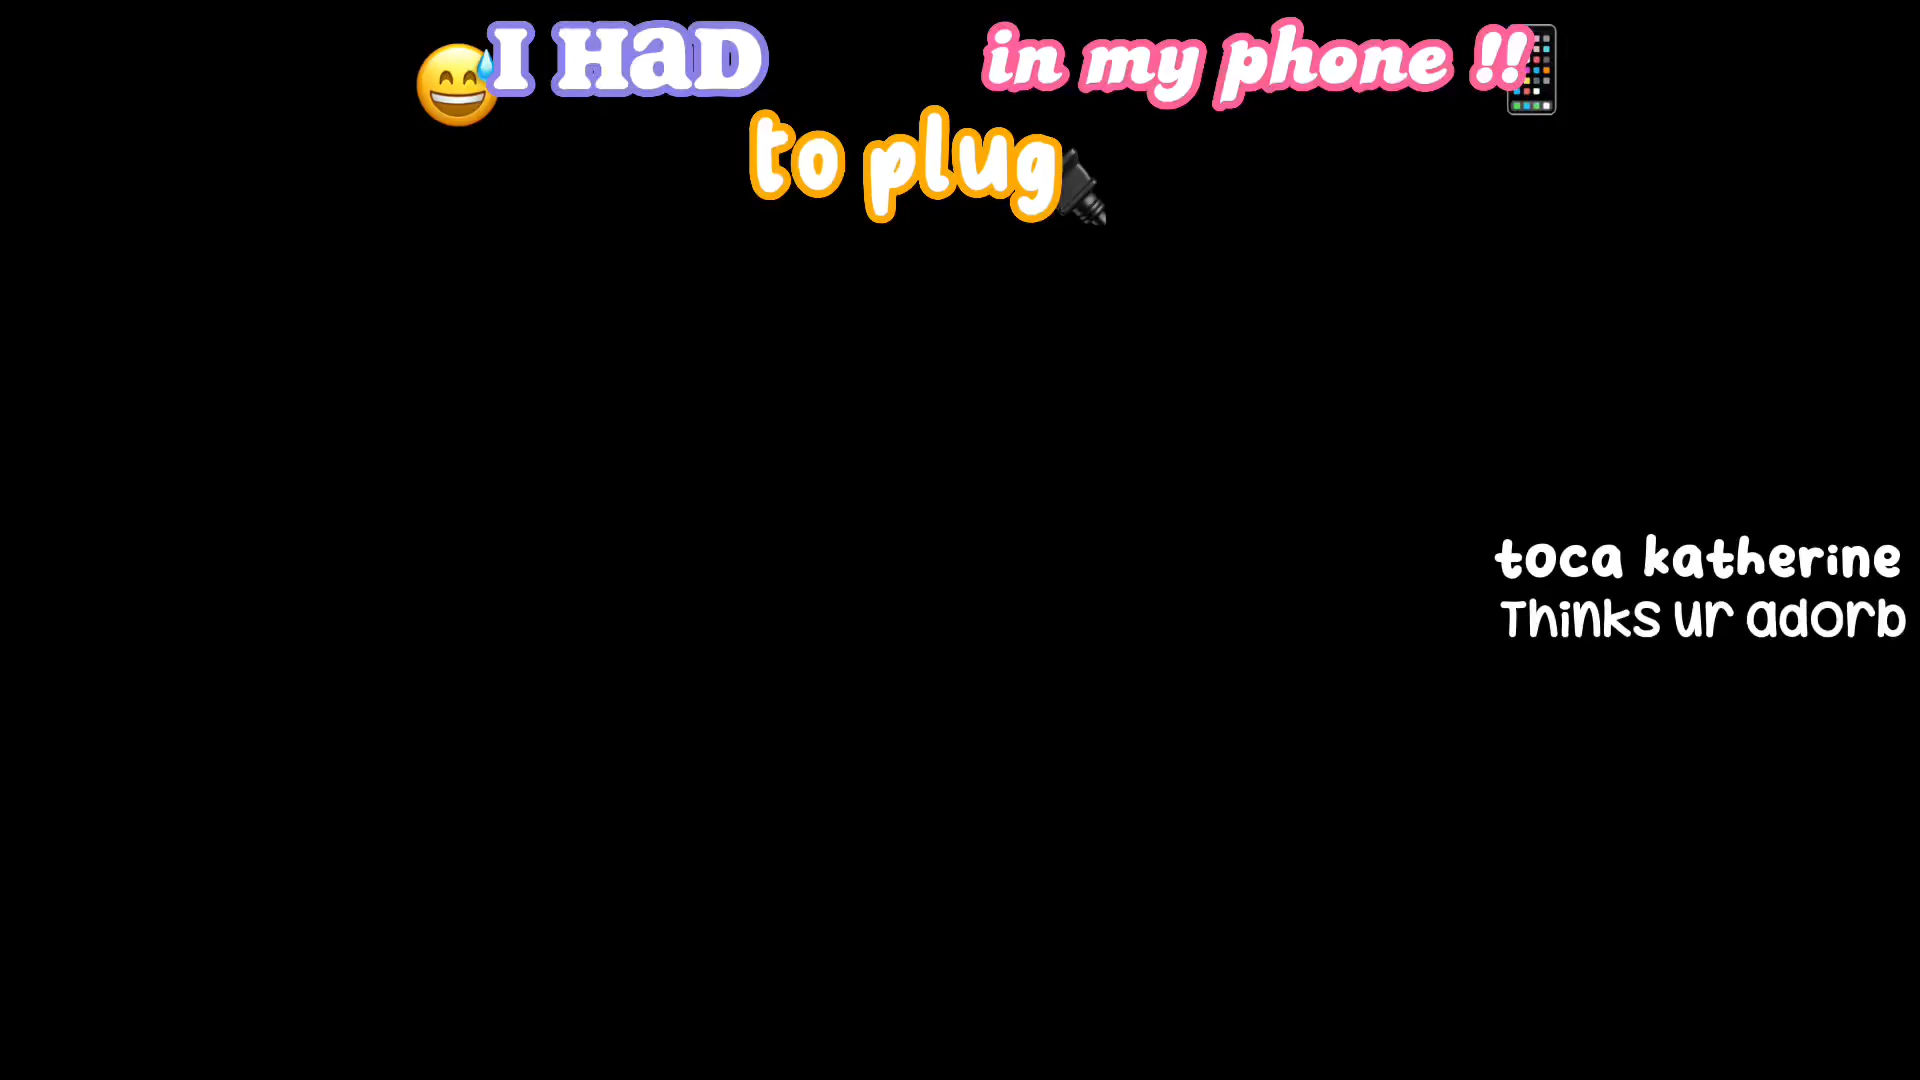 I HaD
to plug
in my phone !!
toca katherine
Thinks ur adorb